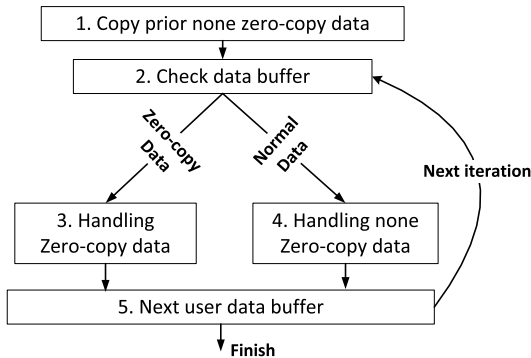 1. Copy prior none zero-copy data
2. Check data buffer
Zero-copy
Data
Normal
Data
Next iteration
3. Handling
Zero-copy data
4. Handling none
Zero-copy data
5. Next user data buffer
Finish